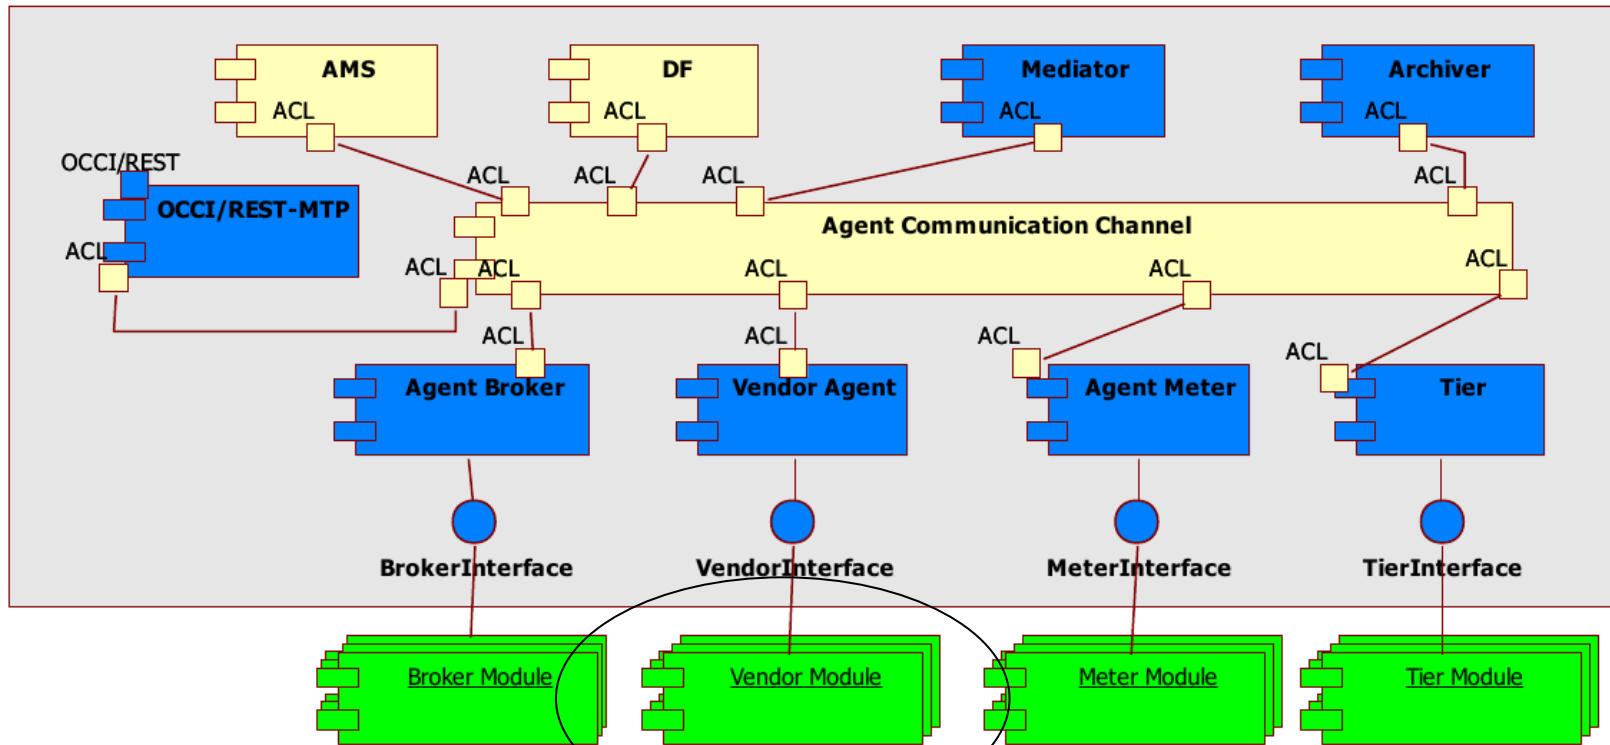 AMS
DF
Mediator
Archiver
ACL
ACL
ACL
ACL
OCCI/REST
ACL
ACL
ACL
ACL
OCCI/REST-MTP
Agent Communication Channel
ACL
ACL
ACL
ACL
ACL
ACL
ACL
ACL
ACL
ACL
Agent Broker
Vendor Agent
Agent Meter
Tier
BrokerInterface
VendorInterface
MeterInterface
TierInterface
Broker Module
Vendor Module
Meter Module
Tier Module